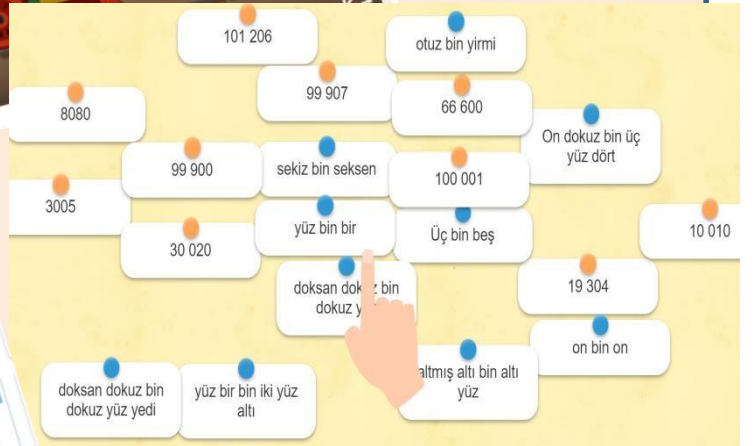 101 206
otuz bin yirmi
99 907
66 600
8080
On dokuz bin üç
yüz dört
99 900
sekiz bin seksen
100 001
3005
yüz bin bir
Üç bin beş
10 010
30 020
doksan dokuz bin
dokuz
19 304
on bin on
altmış altı bin altı
yüz
doksan dokuz bin
dokuz yüz yedi
yüz bir bin iki yüz
altı